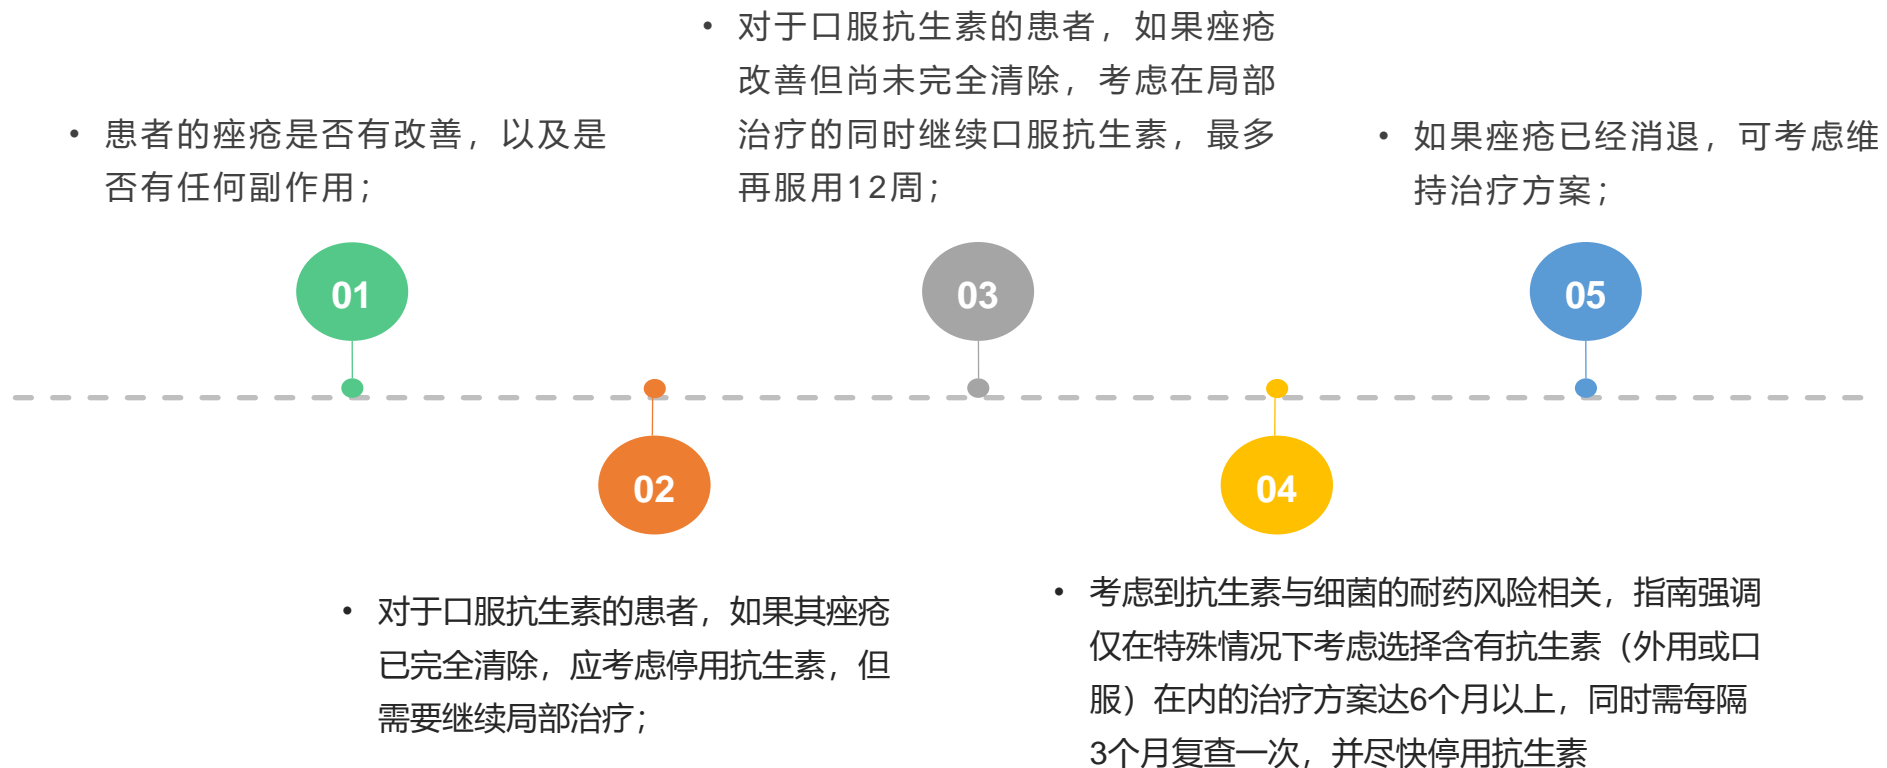 • 患者的痤疮是否有改善，以及是
否有任何副作用；
01
• 对于口服抗生素的患者，如果其痤疮
已完全清除，应考虑停用抗生素，但
需要继续局部治疗；
02
• 对于口服抗生素的患者，如果痤疮
改善但尚未完全清除，考虑在局部
治疗的同时继续口服抗生素，最多
再服用12周；
03
• 考虑到抗生素与细菌的耐药风险相关，指南强调
仅在特殊情况下考虑选择含有抗生素（外用或口
服）在内的治疗方案达6个月以上，同时需每隔
3个月复查一次，并尽快停用抗生素
04
• 如果痤疮已经消退，可考虑维
持治疗方案；
05